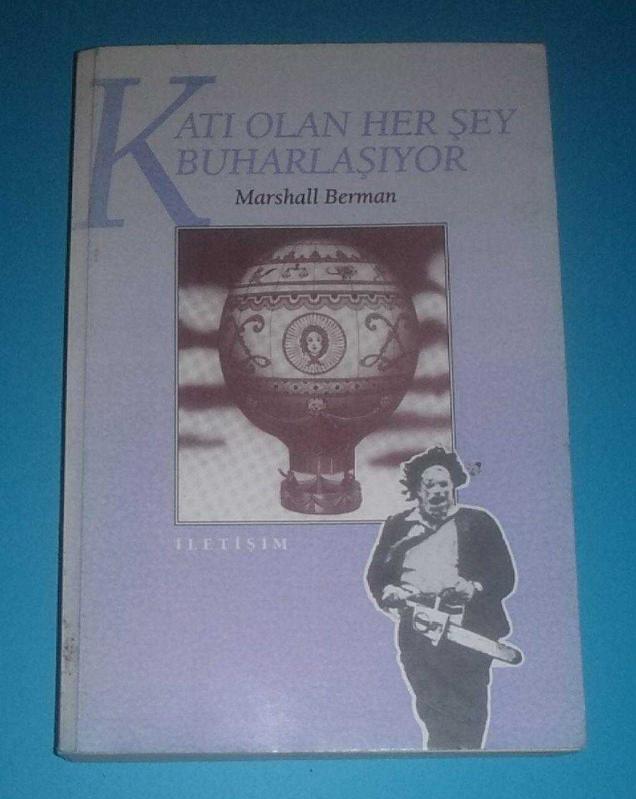 KATI OLAN HER ŞEY
BUHARLAŞIYOR
Marshall Berman
İLETİŞİM